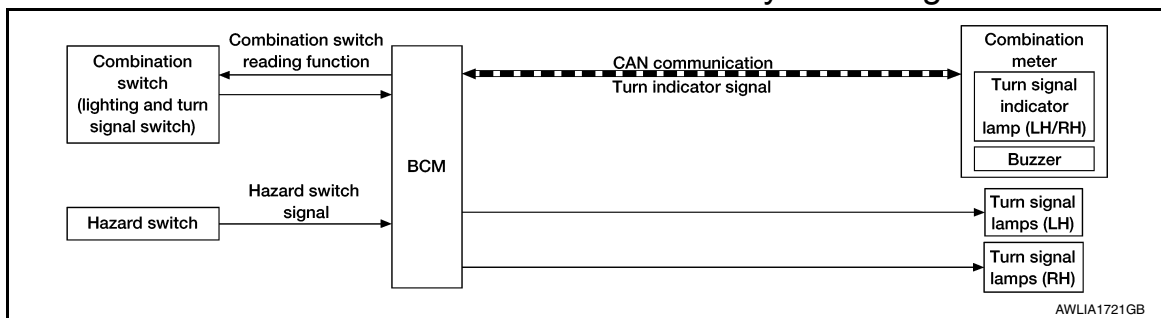 Combination switch
reading function
Combination
switch
(lighting and turn
signal switch)
Hazard switch
signal
Hazard switch
BCM
CAN communication
Turn indicator signal
Combination
meter
Turn signal
indicator
lamp (LH/RH)
Buzzer
Turn signal
lamps (LH)
Turn signal
lamps (RH)
AWLIA1721GB